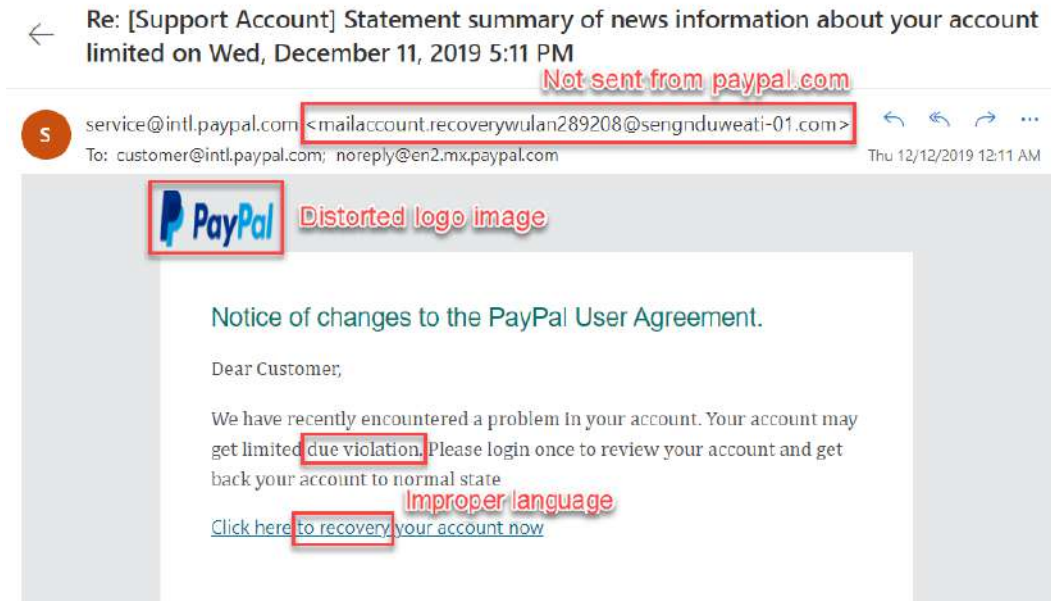 Re: [Support Account] Statement summary of news information about your account
limited on Wed, December 11, 2019 5:11 PM
Not sent from paypal.com
S
service@intl.paypal.com <mailaccount.recoverywulan289208@sengnduweati-01.com>
To: customer@intl.paypal.com; noreply@en2.mx.paypal.com
Thu 12/12/2019 12:11 AM
PayPal
Distorted logo image
Notice of changes to the PayPal User Agreement.
Dear Customer,
We have recently encountered a problem in your account. Your account may
get limited due violation. Please login once to review your account and get
back your account to normal state
Improper language
Click here to recovery your account now